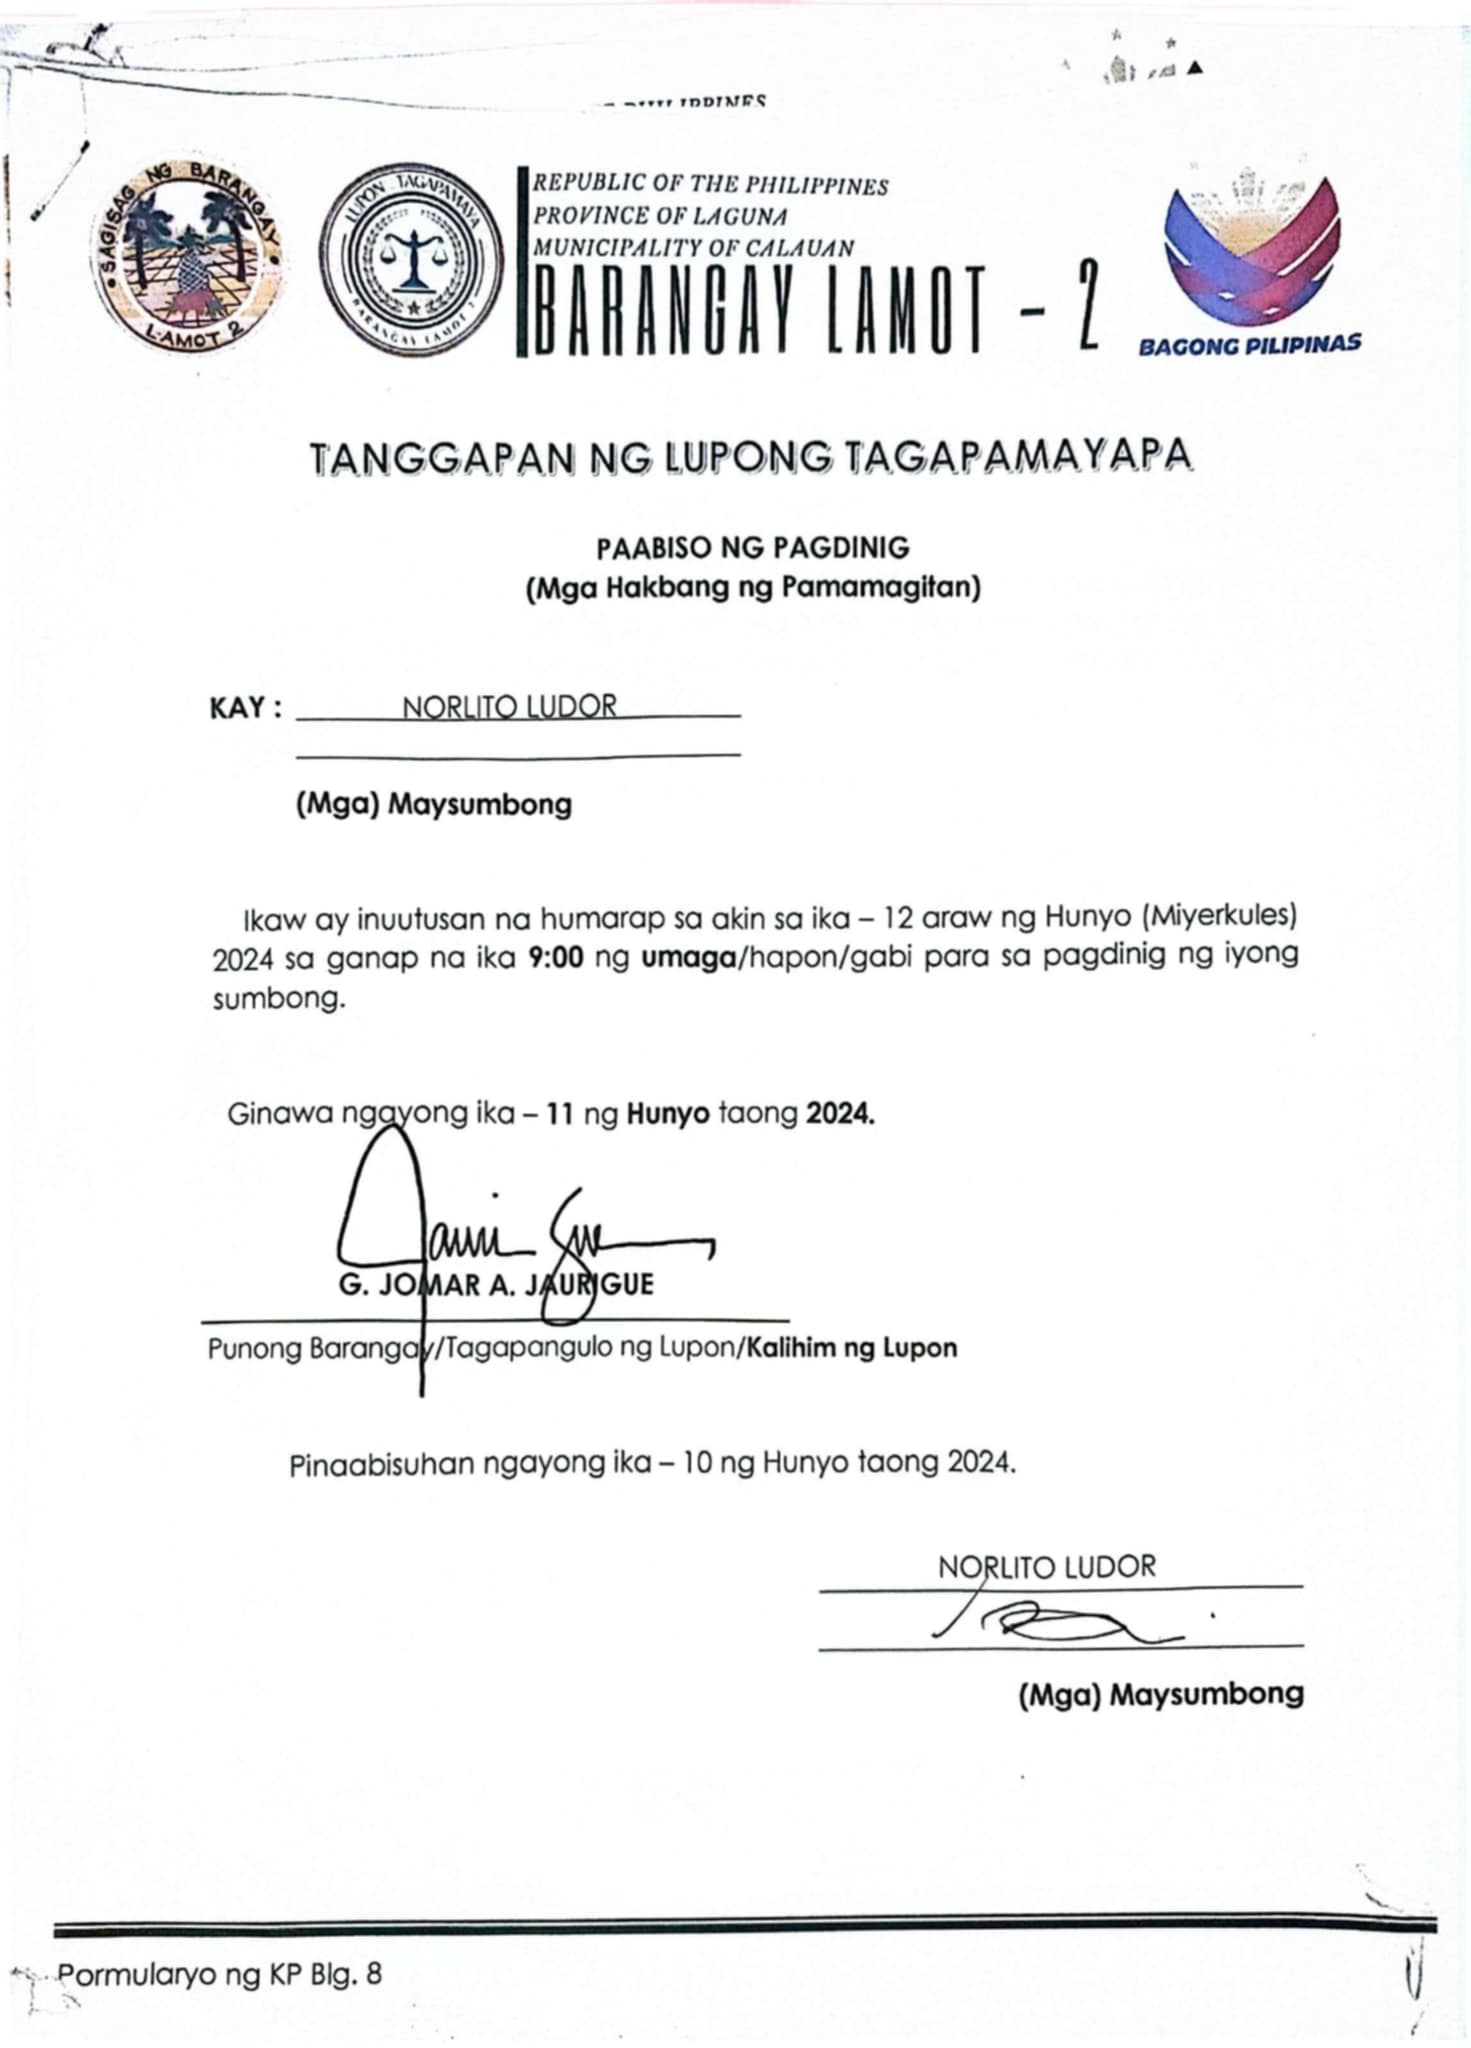 SAGISAG NG BARANGAY
LAMOT 2
LUPON TAGAPAMAYAPA
BARANGAY LAMOT 2
REPUBLIC OF THE PHILIPPINES
PROVINCE OF LAGUNA
MUNICIPALITY OF CALAUAN
BARANGAY LAMOT - 2
BAGONG PILIPINAS
TANGGAPAN NG LUPONG TAGAPAMAYAPA
PAABISO NG PAGDINIG
(Mga Hakbang ng Pamamagitan)
KAY : NORLITO LUDOR
(Mga) Maysumbong
Ikaw ay inuutusan na humarap sa akin sa ika – 12 araw ng Hunyo (Miyerkules)
2024 sa ganap na ika 9:00 ng umaga/hapon/gabi para sa pagdinig ng iyong
sumbong.
Ginawa ngayong ika – 11 ng Hunyo taong 2024.
G. JOMAR A. JAURIGUE
Punong Barangay/Tagapangulo ng Lupon/Kalihim ng Lupon
Pinaabisuhan ngayong ika – 10 ng Hunyo taong 2024.
NORLITO LUDOR
(Mga) Maysumbong
Pormularyo ng KP Blg. 8